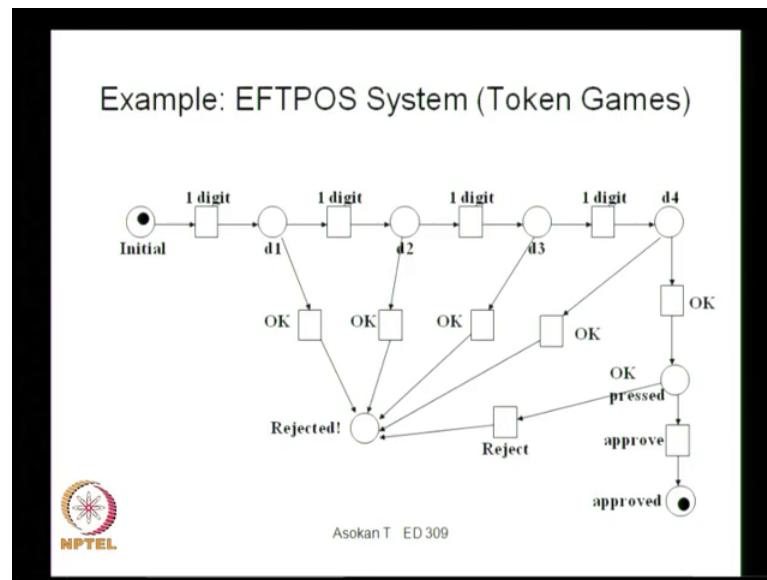 Example: EFTPOS System (Token Games)
1 digit 1 digit 1 digit 1 digit d4
Initial d1 d2 d3
OK OK OK OK OK
OK
pressed
Rejected!
Reject
approve
approved
NPTEL
Asokan T ED 309